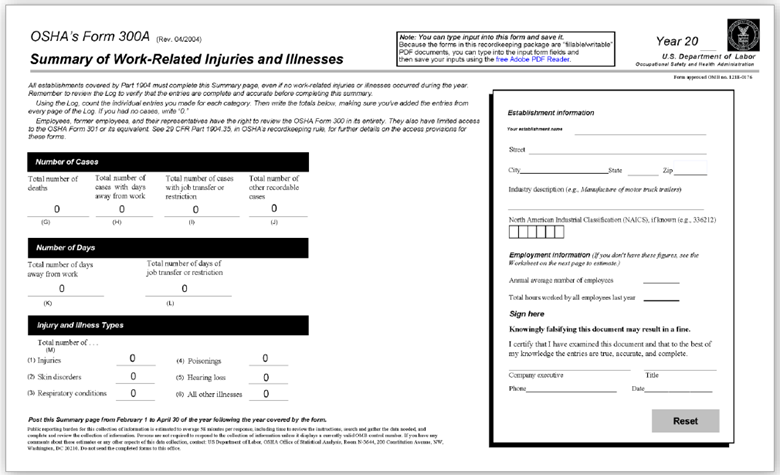 OSHA's Form 300A (Rev. 04/2004)
Summary of Work-Related Injuries and Illnesses
Note: You can type input into this form and save it.
Because the forms in this recordkeeping package are "fillable/writable"
PDF documents, you can type into the input form fields and
then save your inputs using the free Adobe PDF Reader.
Year 20
U.S. Department of Labor
Occupational Safety and Health Administration
Form approved OMB no. 1218-0176
All establishments covered by Part 1904 must complete this Summary page, even if no work-related injuries or illnesses occurred during the year.
Remember to review the Log to verify that the entries are complete and accurate before completing this summary.
Using the Log, count the individual entries you made for each category. Then write the totals below, making sure you've added the entries from
every page of the Log. If you had no cases, write "0."
Employees, former employees, and their representatives have the right to review the OSHA Form 300 in its entirety. They also have limited access
to the OSHA Form 301 or its equivalent. See 29 CFR Part 1904.35, in OSHA's recordkeeping rule, for further details on the access provisions for
these forms.
Number of Cases
Total number of
deaths
0
(G)
Total number of
cases with days
away from work
0
(H)
Total number of cases
with job transfer or
restriction
0
(I)
Total number of
other recordable
cases
0
(J)
Number of Days
Total number of days
away from work
0
(K)
Total number of days of
job transfer or restriction
0
(L)
Injury and Illness Types
Total number of . . .
(M)
(1) Injuries 0
(2) Skin disorders 0
(3) Respiratory conditions 0
(4) Poisonings 0
(5) Hearing loss 0
(6) All other illnesses 0
Post this Summary page from February 1 to April 30 of the year following the year covered by the form.
Public reporting burden for this collection of information is estimated to average 58 minutes per response, including time to review the instructions, search and gather the data needed, and
complete and review the collection of information. Persons are not required to respond to the collection of information unless it displays a currently valid OMB control number. If you have any
comments about these estimates or any other aspects of this data collection, contact: US Department of Labor, OSHA Office of Statistical Analysis, Room N-3644, 200 Constitution Avenue, NW,
Washington, DC 20210. Do not send the completed forms to this office.
Establishment information
Your establishment name
Street
City State Zip
Industry description (e.g., Manufacture of motor truck trailers)
North American Industrial Classification (NAICS), if known (e.g., 336212)
Employment information (If you don't have these figures, see the
Worksheet on the next page to estimate.)
Annual average number of employees
Total hours worked by all employees last year
Sign here
Knowingly falsifying this document may result in a fine.
I certify that I have examined this document and that to the best of
my knowledge the entries are true, accurate, and complete.
Company executive Title
Phone Date
Reset